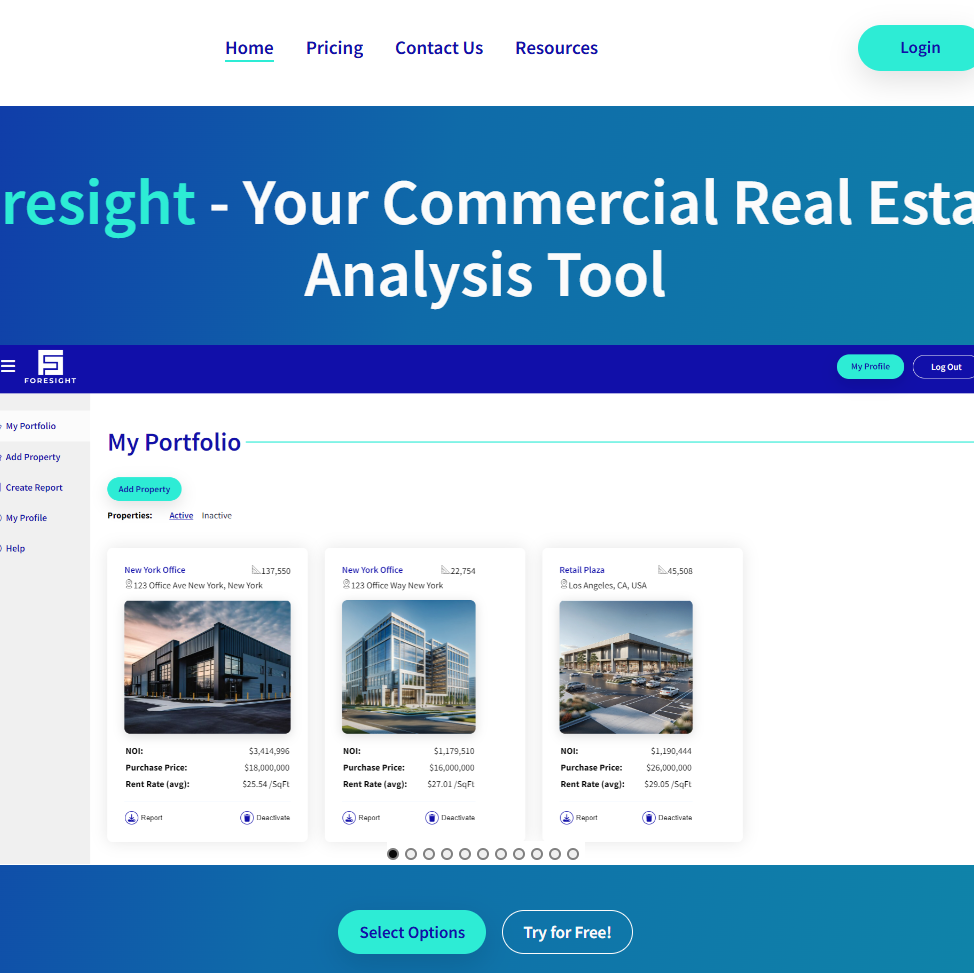 Home Pricing Contact Us Resources Login
resight - Your Commercial Real Esta
Analysis Tool
FORESIGHT My Profile Log Out
My Portfolio
Add Property
Create Report
My Profile
Help
My Portfolio
Add Property
Properties: Active Inactive
New York Office 137,550
123 Office Ave New York, New York
NOI: $3,414,996
Purchase Price: $18,000,000
Rent Rate (avg): $25.54 /SqFt
Report Deactivate
New York Office 22,754
123 Office Way New York
NOI: $1,179,510
Purchase Price: $16,000,000
Rent Rate (avg): $27.01 /SqFt
Report Deactivate
Retail Plaza 45,508
Los Angeles, CA, USA
NOI: $1,190,444
Purchase Price: $26,000,000
Rent Rate (avg): $29.05 /SqFt
Report Deactivate
Select Options Try for Free!